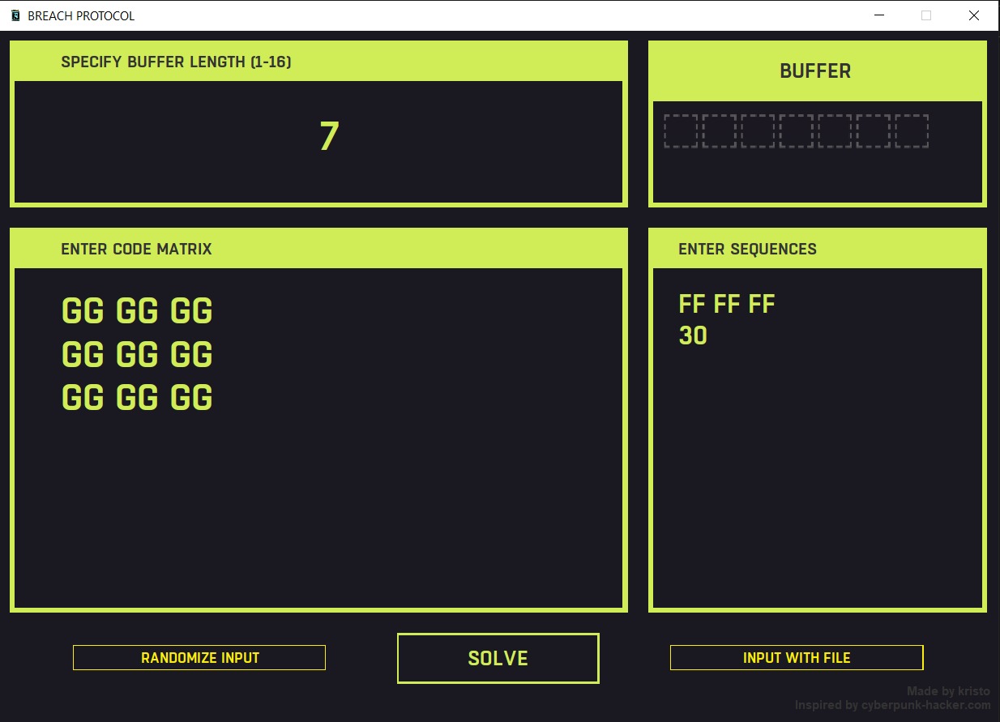 BREACH PROTOCOL
SPECIFY BUFFER LENGTH (1-16)
7
BUFFER
ENTER CODE MATRIX
GG GG GG
GG GG GG
GG GG GG
ENTER SEQUENCES
FF FF FF
30
RANDOMIZE INPUT
SOLVE
INPUT WITH FILE
Made by kristo
Inspired by cyberpunk-hacker.com